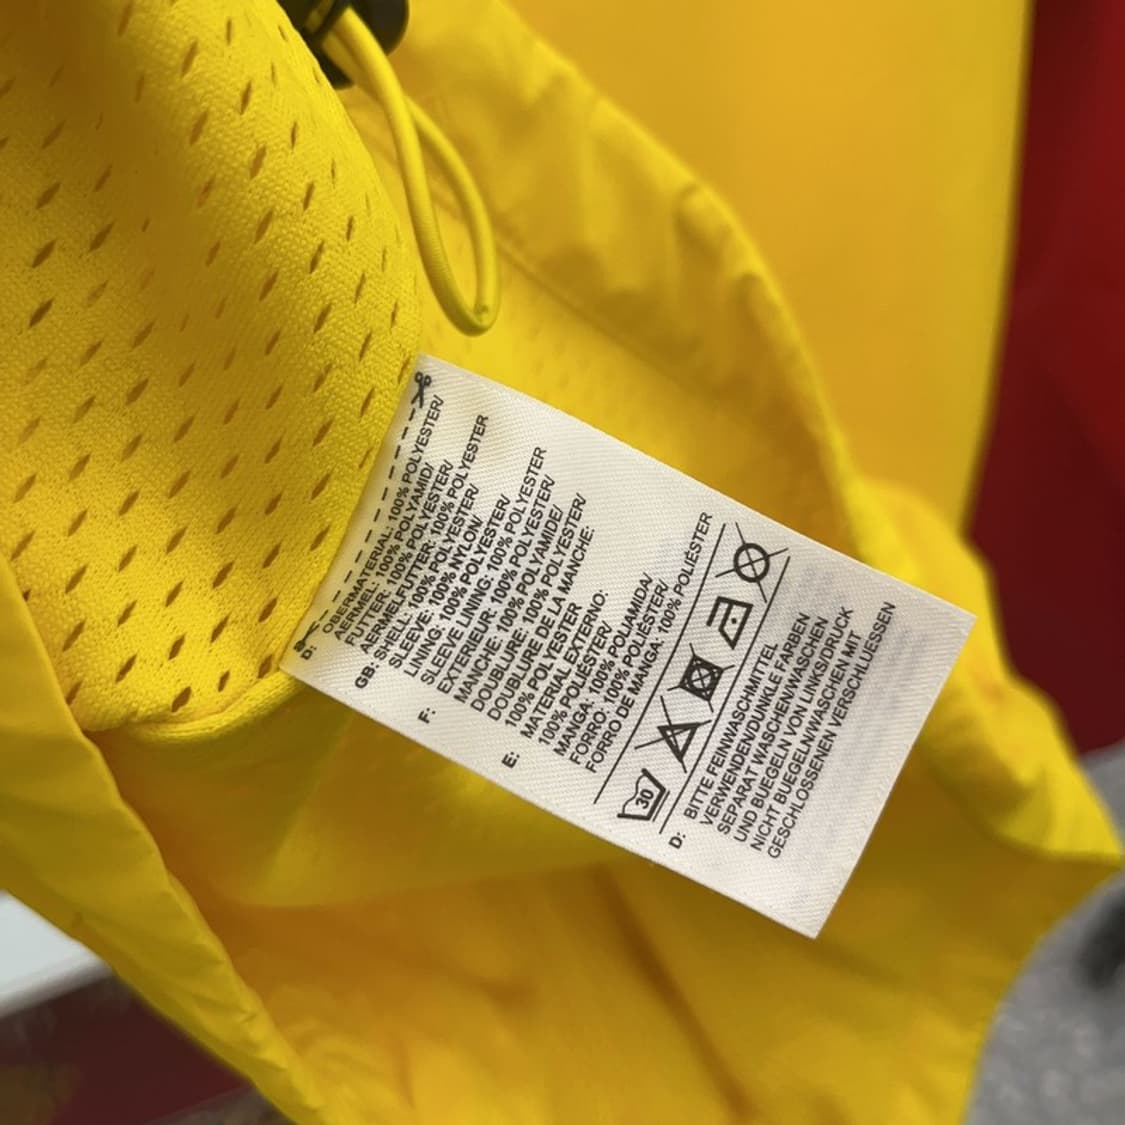 D: OBERMATERIAL: 100% POLYESTER/
AERMEL: 100% POLYAMID/
FUTTER: 100% POLYESTER/
AERMELFUTTER: 100% POLYESTER
GB: SHELL: 100% POLYESTER/
SLEEVE: 100% NYLON/
LINING: 100% POLYESTER/
SLEEVE LINING: 100% POLYESTER
F: EXTERIEUR: 100% POLYESTER/
MANCHE: 100% POLYAMIDE/
DOUBLURE: 100% POLYESTER/
DOUBLURE DE LA MANCHE:
100% POLYESTER
E: MATERIAL EXTERNO:
100% POLIÉSTER/
MANGA: 100% POLIAMIDA/
FORRO: 100% POLIÉSTER/
FORRO DE MANGA: 100% POLIÉSTER
30
D: BITTE FEINWASCHMITTEL
VERWENDEN/DUNKLE FARBEN
SEPARAT WASCHEN/WASCHEN
UND BUEGELN VON LINKS/DRUCK
NICHT BUEGELN/WASCHEN MIT
GESCHLOSSENEN VERSCHLUESSEN